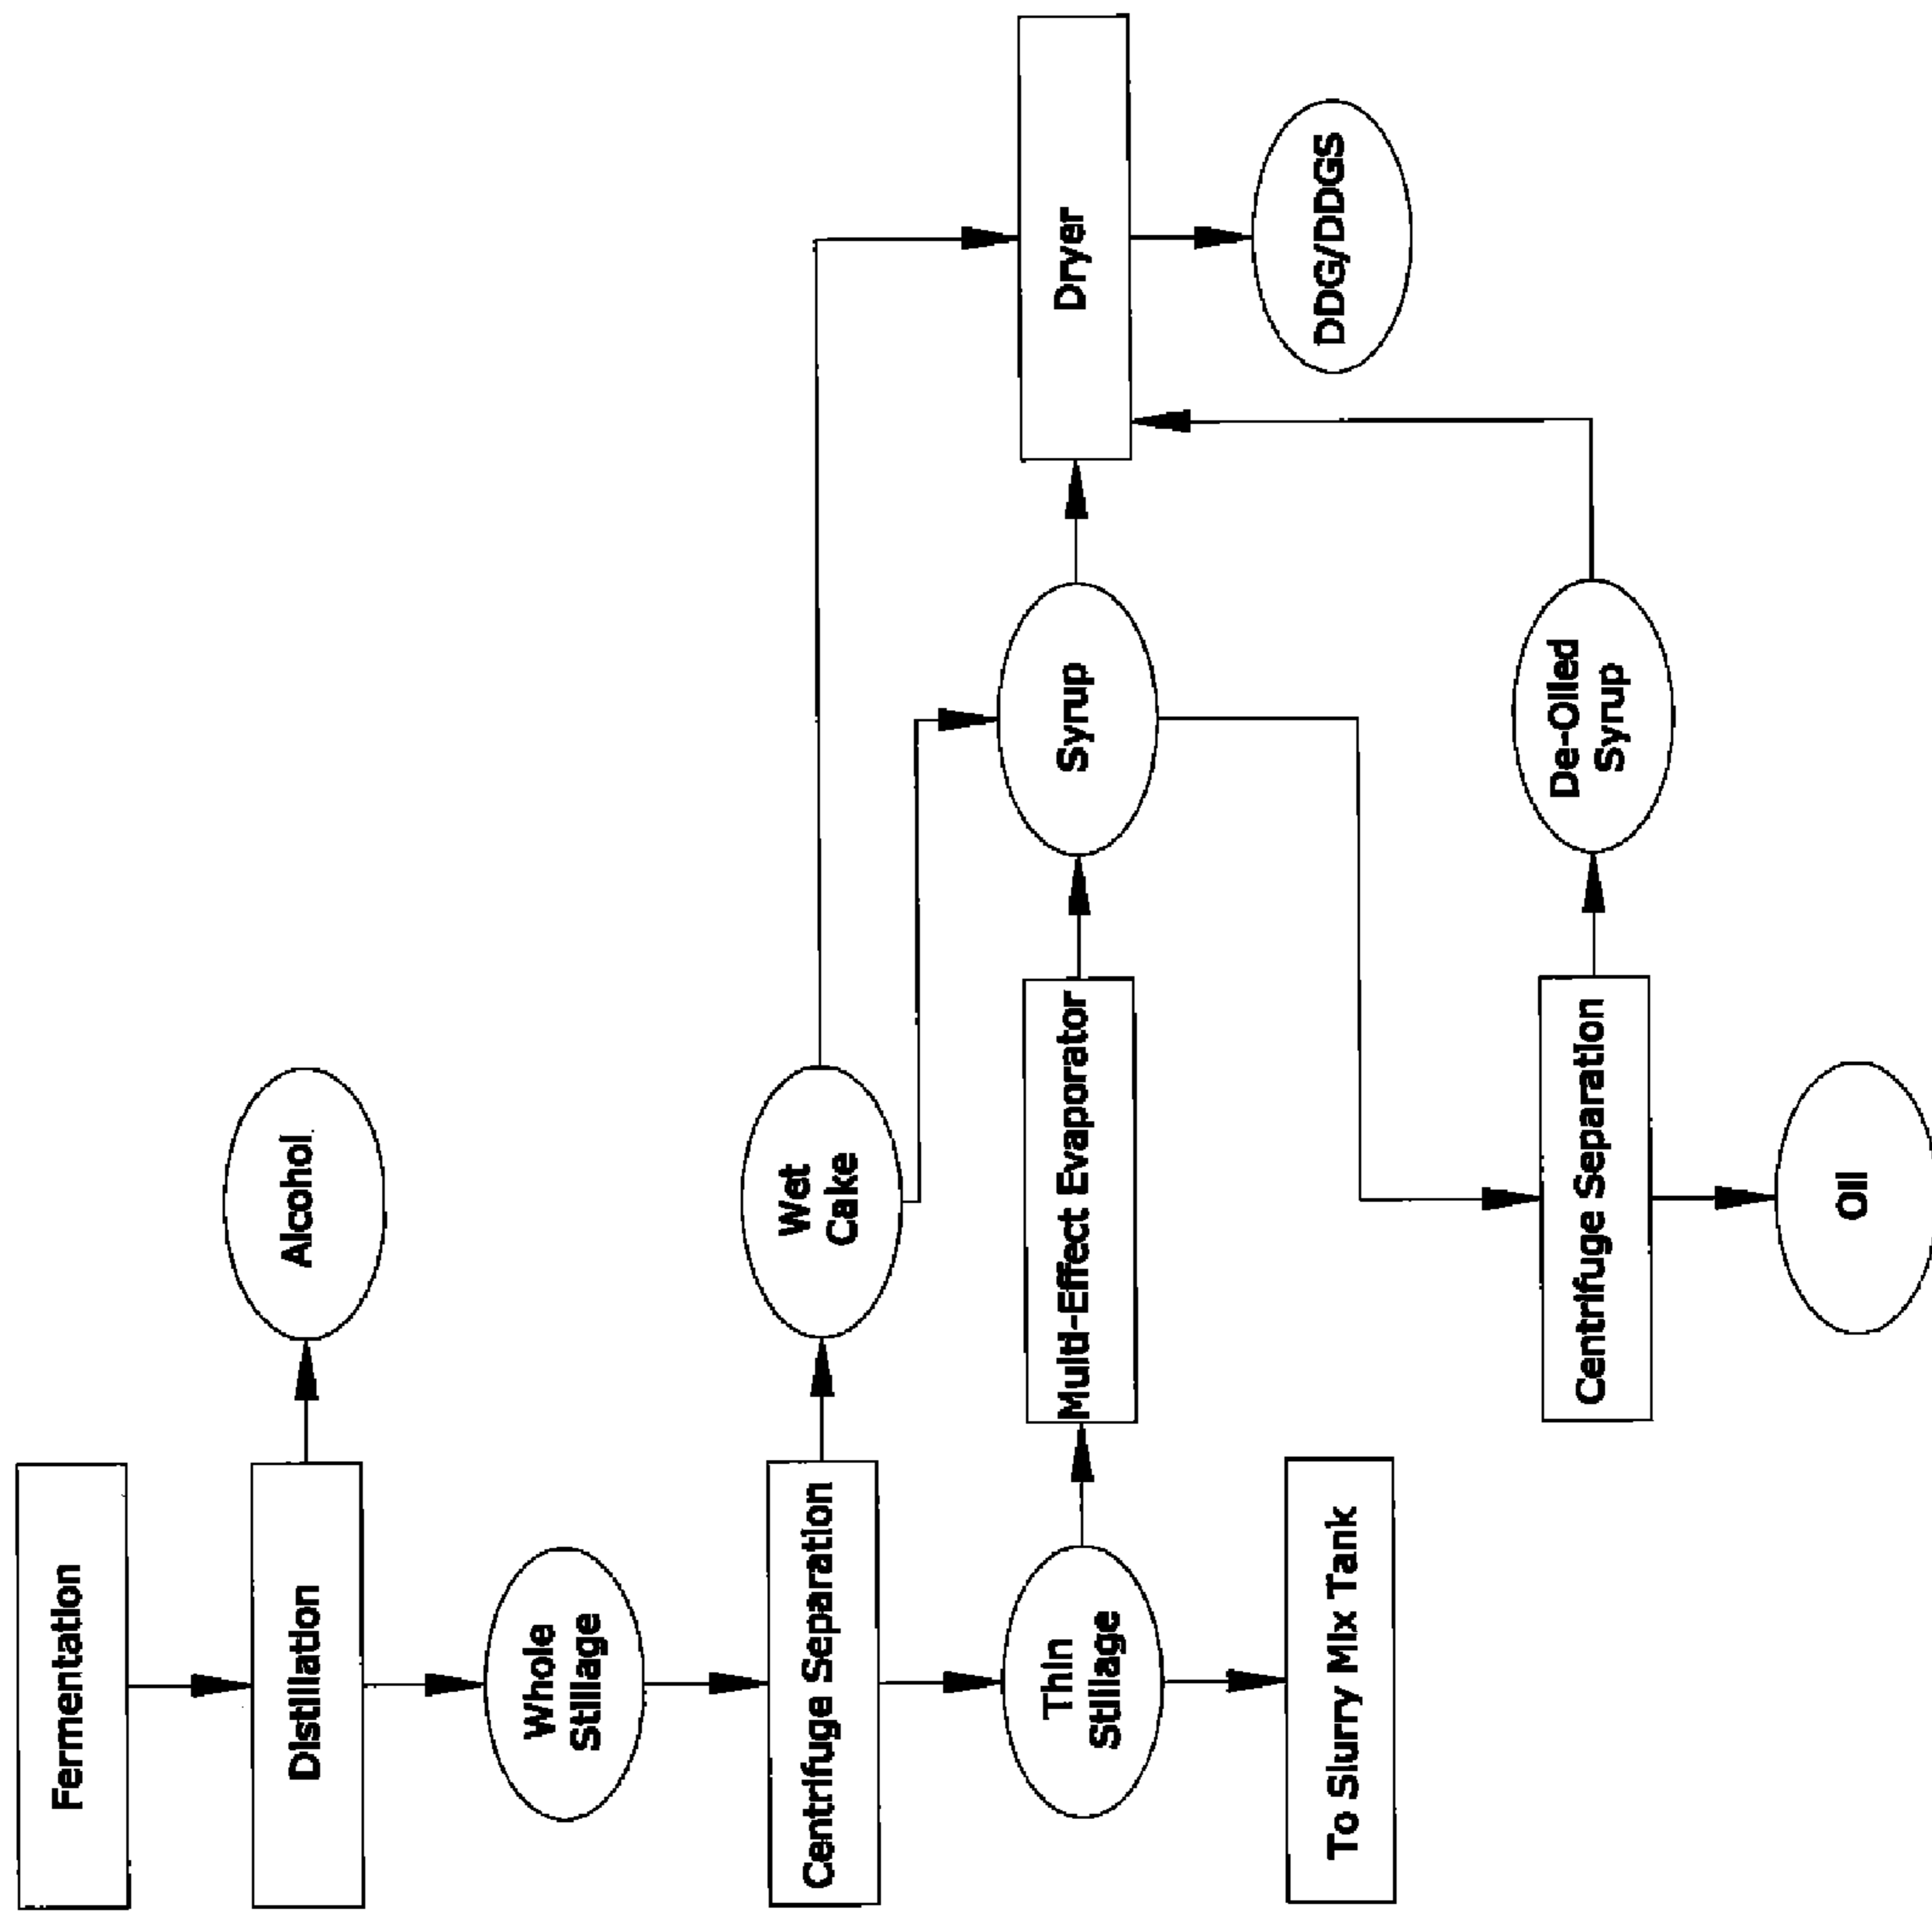 Fermentation
Distillation
Alcohol
Whole
Stillage
Centrifuge Separation
Wet
Cake
Thin
Stillage
Multi-Effect Evaporator
Syrup
Dryer
To Slurry Mix Tank
DDG/DDGS
Centrifuge Separation
De-Oiled
Syrup
Oil